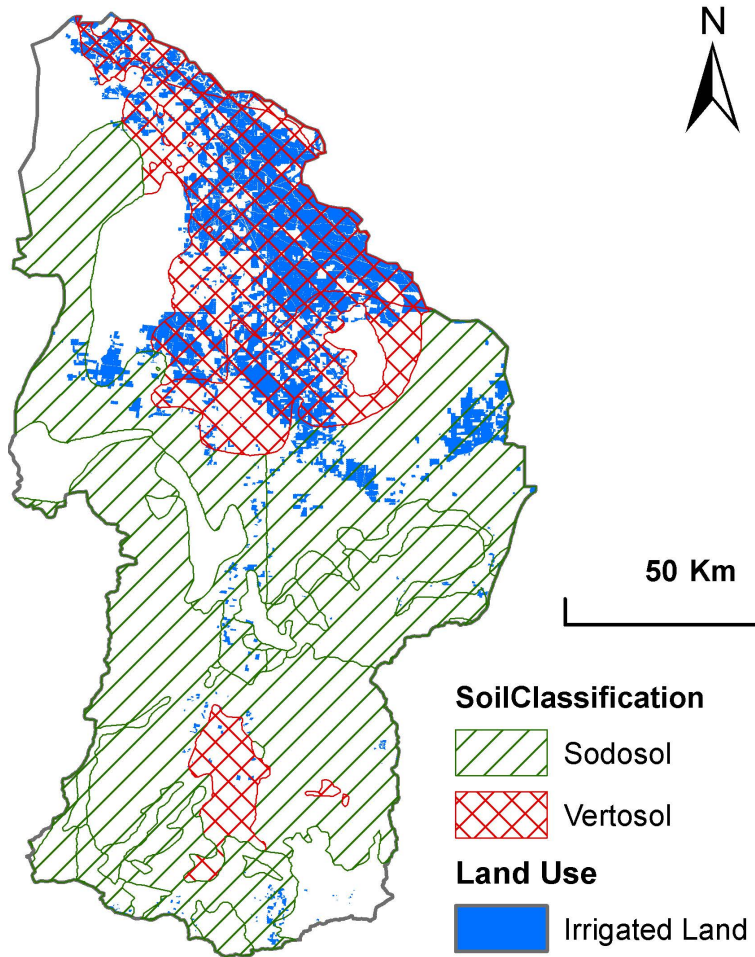 N
50 Km
SoilClassification
Sodosol
Vertosol
Land Use
Irrigated Land